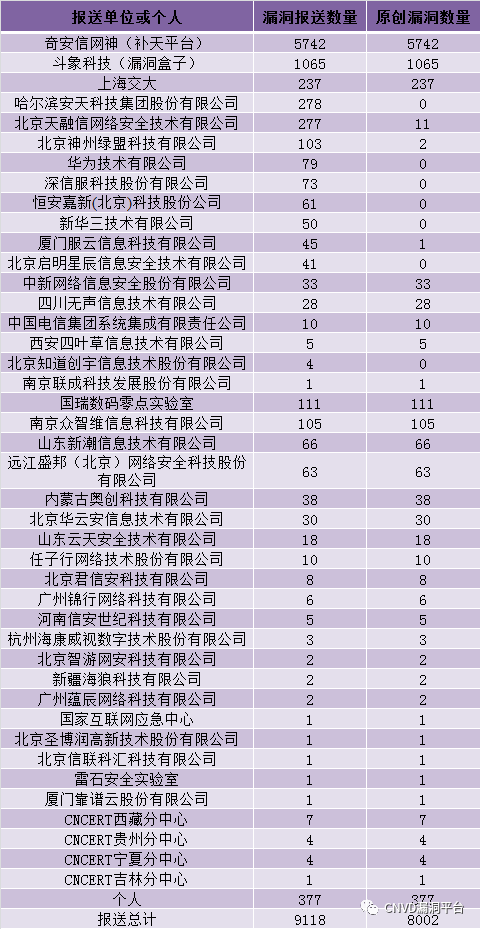 报送单位或个人 漏洞报送数量 原创漏洞数量
奇安信网神（补天平台） 5742 5742
斗象科技（漏洞盒子） 1065 1065
上海交大 237 237
哈尔滨安天科技集团股份有限公司 278 0
北京天融信网络安全技术有限公司 277 11
北京神州绿盟科技有限公司 103 2
华为技术有限公司 79 0
深信服科技股份有限公司 73 0
恒安嘉新(北京)科技股份公司 61 0
新华三技术有限公司 50 0
厦门服云信息科技有限公司 45 1
北京启明星辰信息安全技术有限公司 41 0
中新网络信息安全股份有限公司 33 33
四川无声信息技术有限公司 28 28
中国电信集团系统集成有限责任公司 10 10
西安四叶草信息技术有限公司 5 5
北京知道创宇信息技术股份有限公司 4 0
南京联成科技发展股份有限公司 1 1
国瑞数码零点实验室 111 111
南京众智维信息科技有限公司 105 105
山东新潮信息技术有限公司 66 66
远江盛邦（北京）网络安全科技股份
有限公司 63 63
内蒙古奥创科技有限公司 38 38
北京华云安信息技术有限公司 30 30
山东云天安全技术有限公司 18 18
任子行网络技术股份有限公司 10 10
北京君信安科技有限公司 8 8
广州锦行网络科技有限公司 6 6
河南信安世纪科技有限公司 5 5
杭州海康威视数字技术股份有限公司 3 3
北京智游网安科技有限公司 2 2
新疆海狼科技有限公司 2 2
广州蕴辰网络科技有限公司 2 2
国家互联网应急中心 1 1
北京圣博润高新技术股份有限公司 1 1
北京信联科汇科技有限公司 1 1
雷石安全实验室 1 1
厦门靠谱云股份有限公司 1 1
CNCERT西藏分中心 7 7
CNCERT贵州分中心 4 4
CNCERT宁夏分中心 4 4
CNCERT吉林分中心 1 1
个人 377 377
报送总计 9118 8002
CNVD漏洞平台